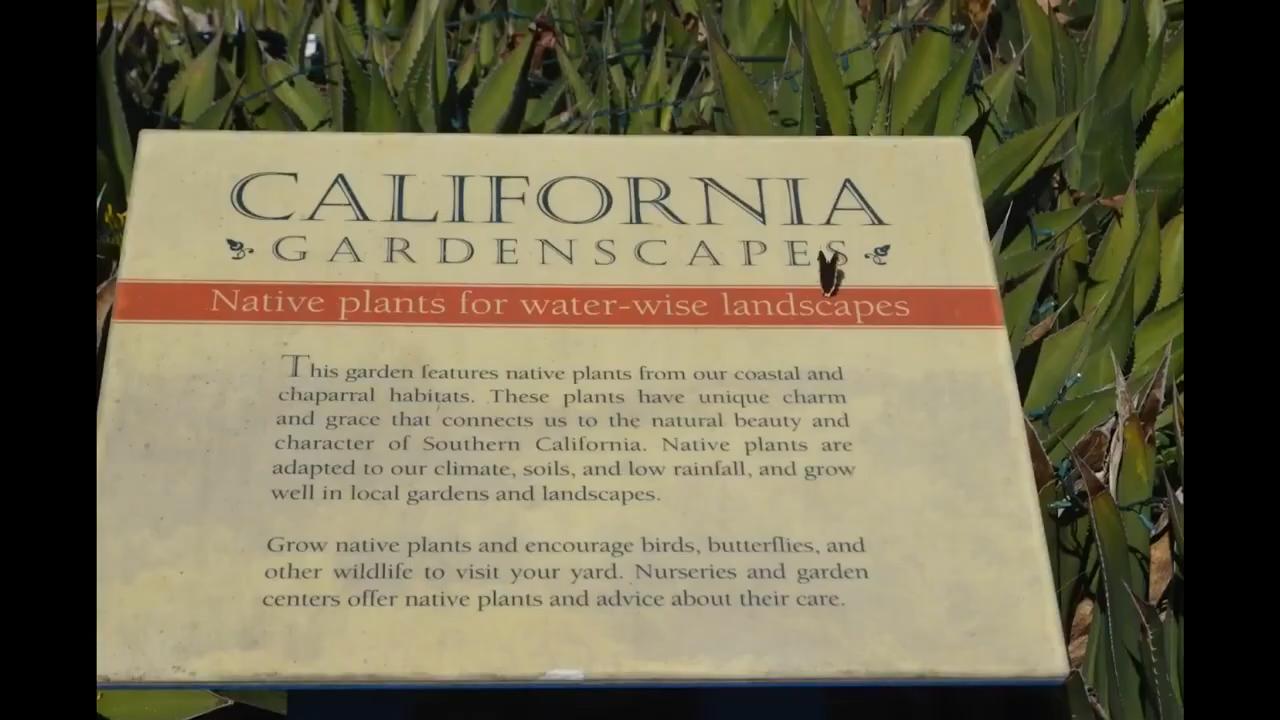 CALIFORNIA
GARDENSCAPES
Native plants for water-wise landscapes
This garden features native plants from our coastal and
chaparral habitats. These plants have unique charm
and grace that connects us to the natural beauty and
character of Southern California. Native plants are
adapted to our climate, soils, and low rainfall, and grow
well in local gardens and landscapes.
Grow native plants and encourage birds, butterflies, and
other wildlife to visit your yard. Nurseries and garden
centers offer native plants and advice about their care.